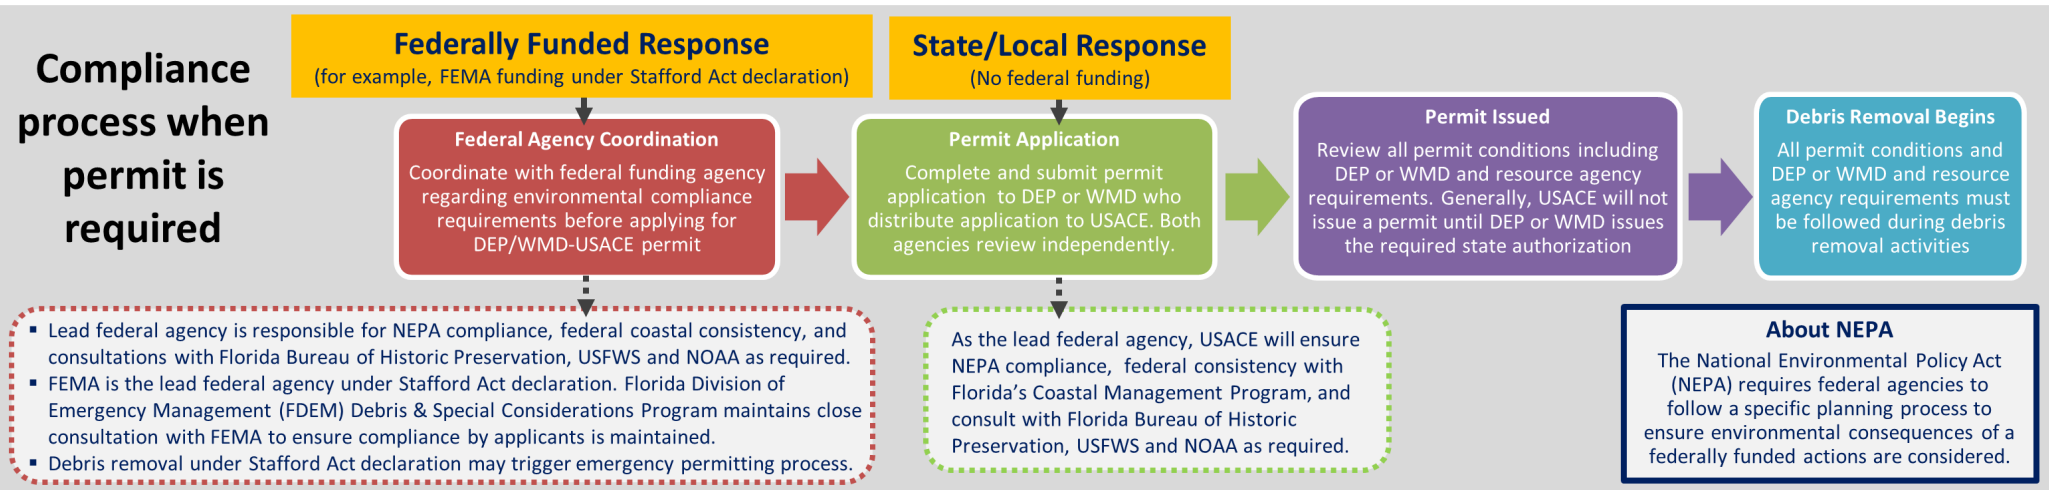 Compliance
process when
permit is
required
Federally Funded Response
(for example, FEMA funding under Stafford Act declaration)
State/Local Response
(No federal funding)
Federal Agency Coordination
Coordinate with federal funding agency
regarding environmental compliance
requirements before applying for
DEP/WMD-USACE permit
Permit Application
Complete and submit permit
application to DEP or WMD who
distribute application to USACE. Both
agencies review independently.
Permit Issued
Review all permit conditions including
DEP or WMD and resource agency
requirements. Generally, USACE will not
issue a permit until DEP or WMD issues
the required state authorization
Debris Removal Begins
All permit conditions and
DEP or WMD and resource
agency requirements must
be followed during debris
removal activities
▪ Lead federal agency is responsible for NEPA compliance, federal coastal consistency, and
consultations with Florida Bureau of Historic Preservation, USFWS and NOAA as required.
▪ FEMA is the lead federal agency under Stafford Act declaration. Florida Division of
Emergency Management (FDEM) Debris & Special Considerations Program maintains close
consultation with FEMA to ensure compliance by applicants is maintained.
▪ Debris removal under Stafford Act declaration may trigger emergency permitting process.
As the lead federal agency, USACE will ensure
NEPA compliance, federal consistency with
Florida's Coastal Management Program, and
consult with Florida Bureau of Historic
Preservation, USFWS and NOAA as required.
About NEPA
The National Environmental Policy Act
(NEPA) requires federal agencies to
follow a specific planning process to
ensure environmental consequences of a
federally funded actions are considered.